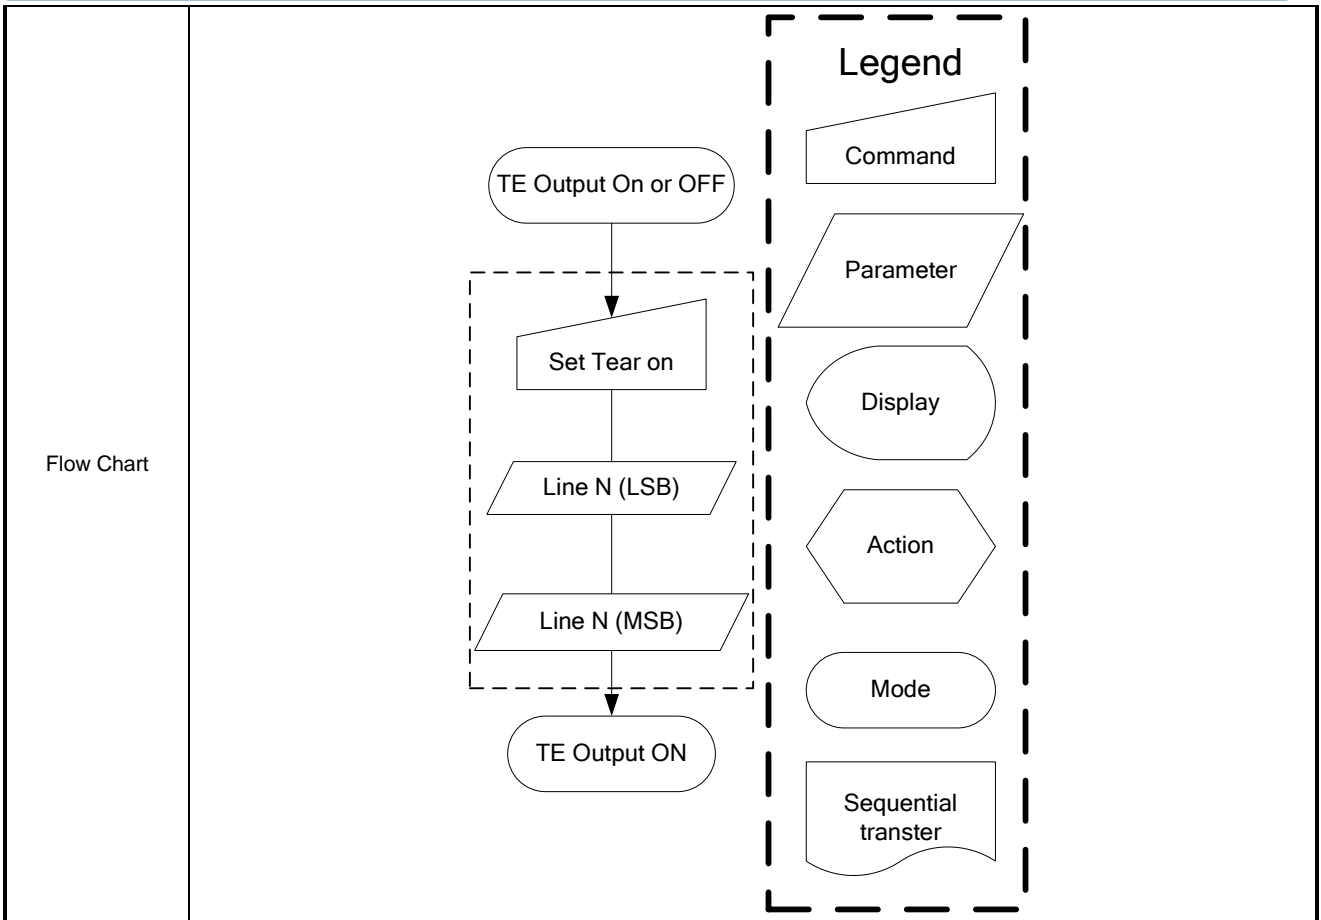 Flow Chart
TE Output On or OFF
Set Tear on
Line N (LSB)
Line N (MSB)
TE Output ON
Legend
Command
Parameter
Display
Action
Mode
Sequential
transter